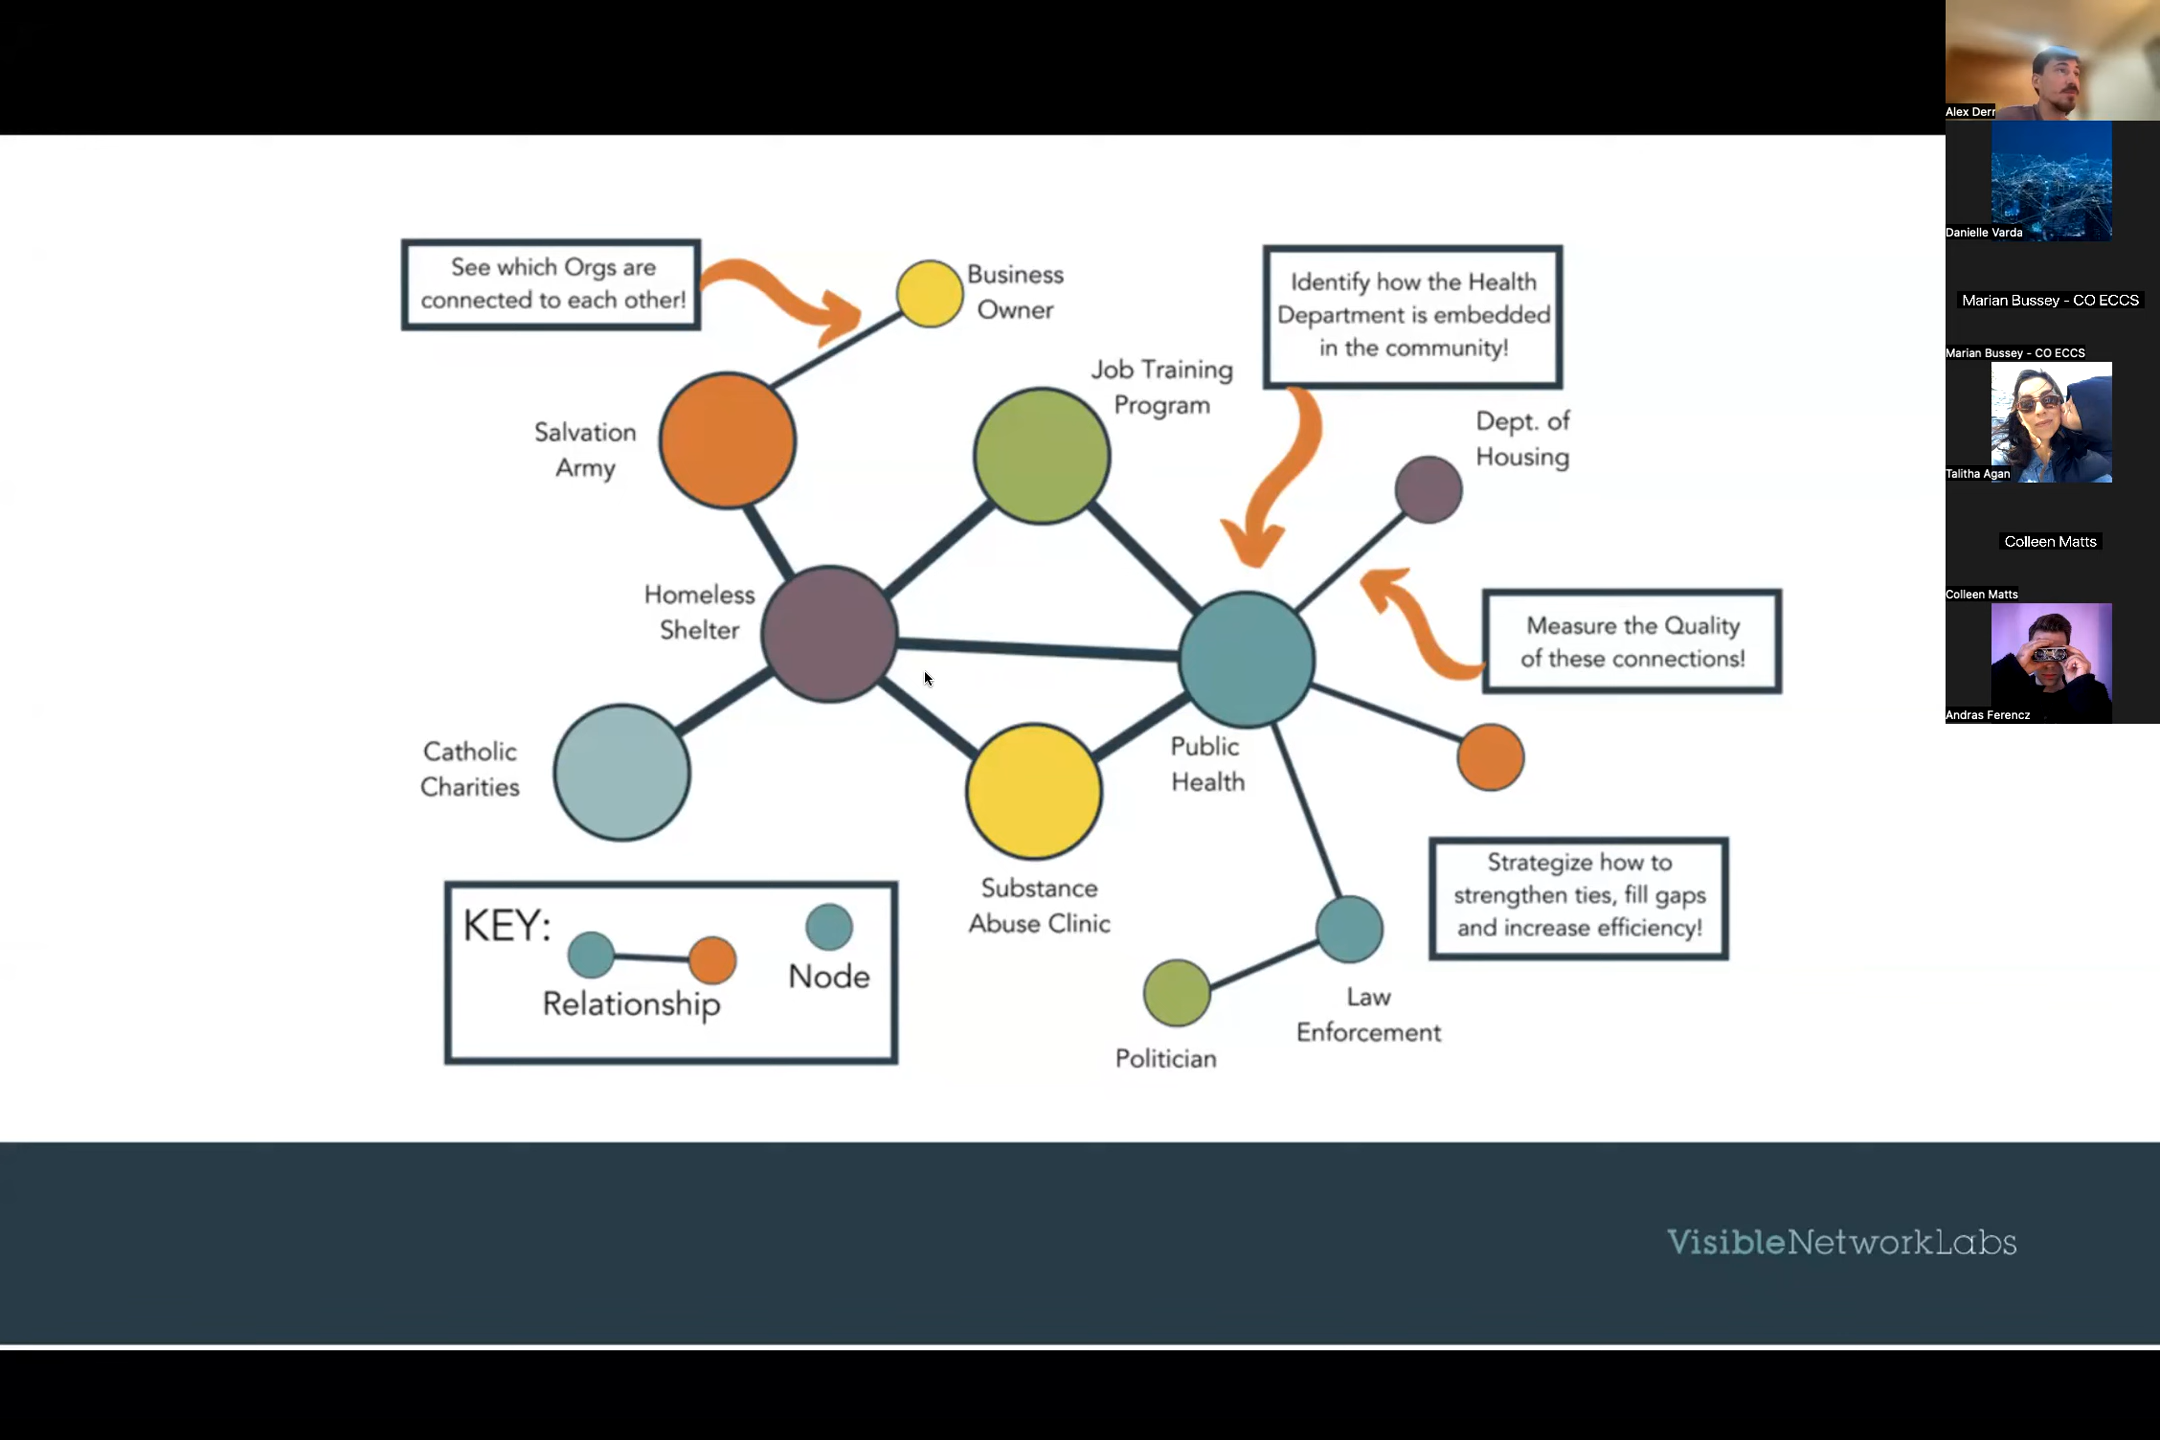 See which Orgs are
connected to each other!
Business
Owner
Identify how the Health
Department is embedded
in the community!
Job Training
Program
Dept. of
Housing
Salvation
Army
Homeless
Shelter
Measure the Quality
of these connections!
Catholic
Charities
Public
Health
Substance
Abuse Clinic
Strategize how to
strengthen ties, fill gaps
and increase efficiency!
KEY:
Relationship
Node
Law
Enforcement
Politician
VisibleNetworkLabs
Alex Derr
Danielle Varda
Marian Bussey - CO ECCS
Marian Bussey - CO ECCS
Talitha Agan
Colleen Matts
Colleen Matts
Andras Ferencz